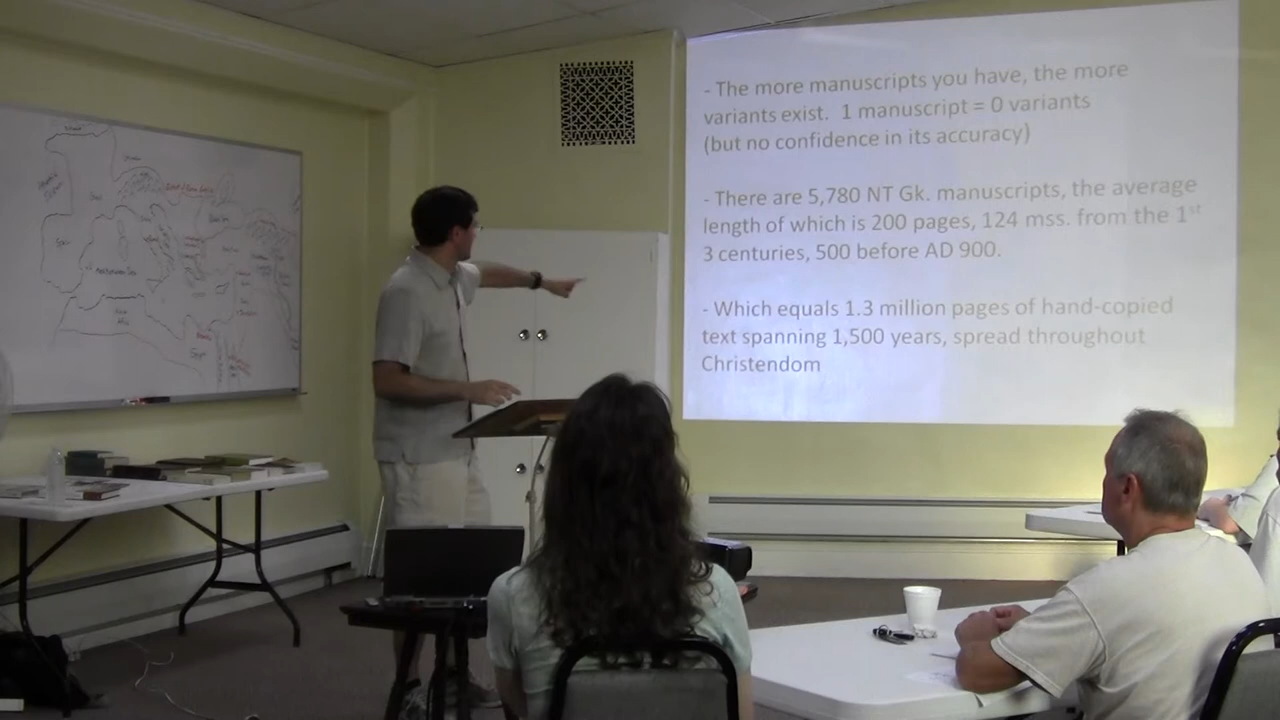 - The more manuscripts you have, the more
variants exist. 1 manuscript = 0 variants
(but no confidence in its accuracy)
- There are 5,780 NT Gk. manuscripts, the average
length of which is 200 pages, 124 mss. from the 1st
3 centuries, 500 before AD 900.
- Which equals 1.3 million pages of hand-copied
text spanning 1,500 years, spread throughout
Christendom